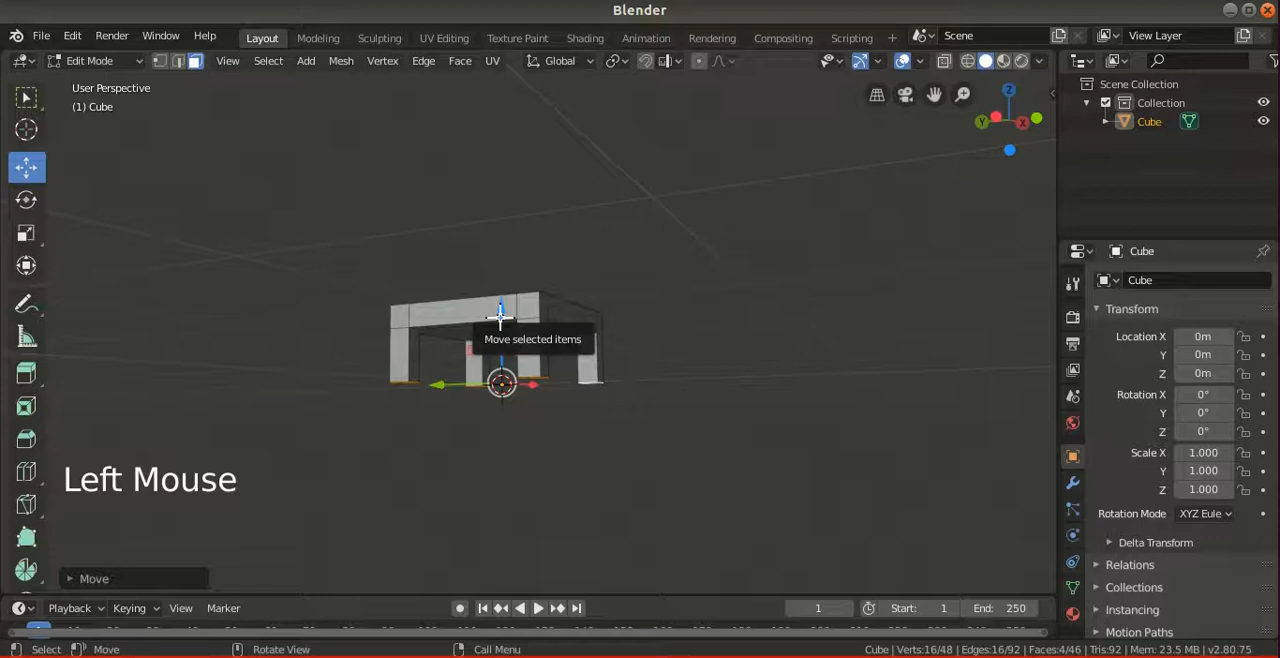 Blender
File Edit Render Window Help Layout Modeling Sculpting UV Editing Texture Paint Shading Animation Rendering Compositing Scripting + Scene View Layer
Edit Mode View Select Add Mesh Vertex Edge Face UV Global
User Perspective
(1) Cube
Z
Y
X
Scene Collection
Collection
Cube
Cube
Cube
Transform
Location X 0m
Y 0m
Z 0m
Rotation X 0°
Y 0°
Z 0°
Scale X 1.000
Y 1.000
Z 1.000
Rotation Mode XYZ Eule
Delta Transform
Relations
Collections
Instancing
Motion Paths
Move selected items
Left Mouse
Move
Playback Keying View Marker 1 Start: 1 End: 250
Select Move Rotate View Call Menu Cube | Verts:16/48 | Edges:16/92 | Faces:4/46 | Tris:92 | Mem: 23.5 MB | v2.80.75